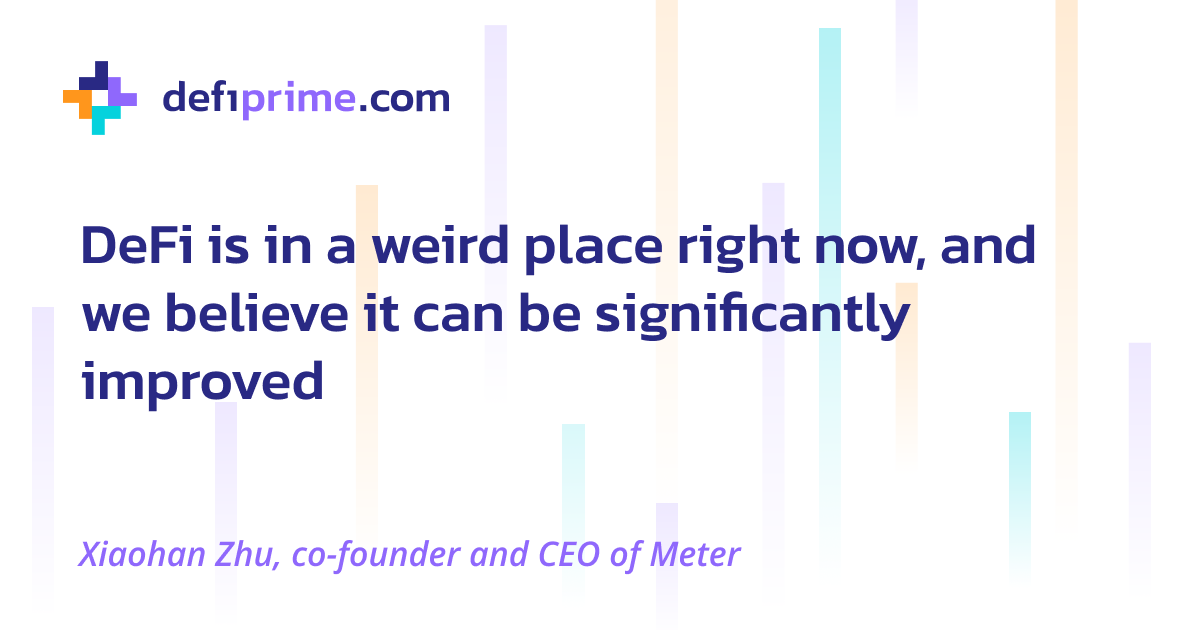 defiprime.com
DeFi is in a weird place right now, and
we believe it can be significantly
improved
Xiaohan Zhu, co-founder and CEO of Meter